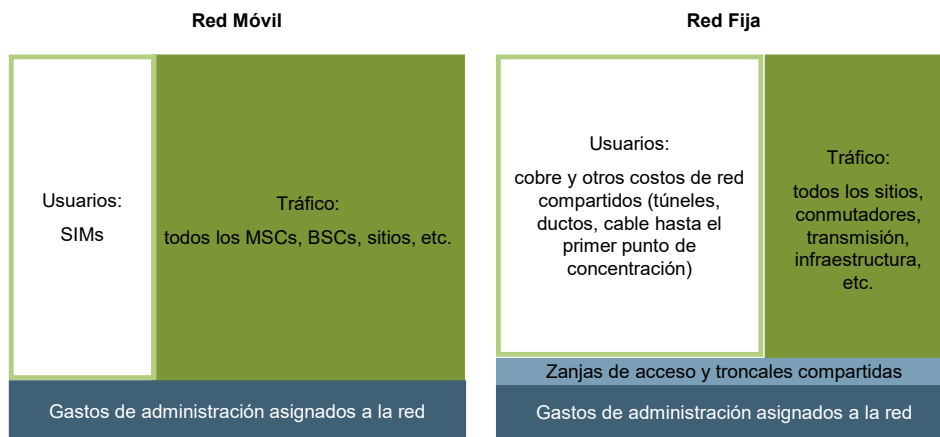 Red Móvil
Usuarios:
SIMs
Tráfico:
todos los MSCs, BSCs, sitios, etc.
Gastos de administración asignados a la red
Red Fija
Usuarios:
cobre y otros costos de red
compartidos (túneles,
ductos, cable hasta el
primer punto de
concentración)
Tráfico:
todos los sitios,
conmutadores,
transmisión,
infraestructura,
etc.
Zanjas de acceso y troncales compartidas
Gastos de administración asignados a la red